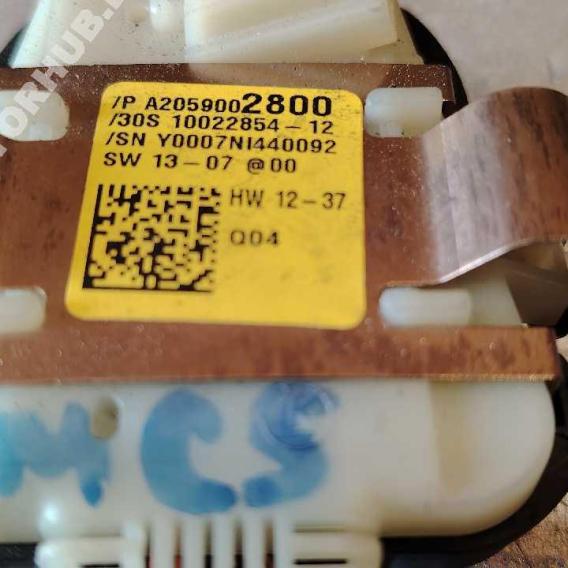 /P A2059002800
/30S 10022854-12
/SN Y0007NI440092
SW 13-07 @00
HW 12-37
Q04
MCS